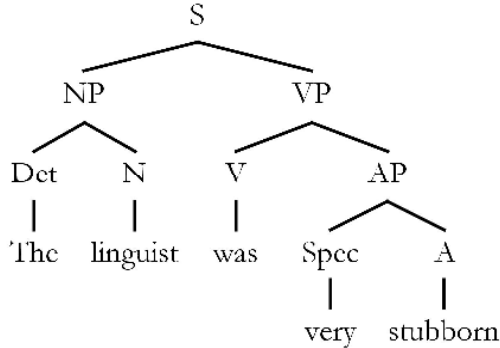 S
NP VP
Det N V AP
The linguist was Spec A
very stubborn